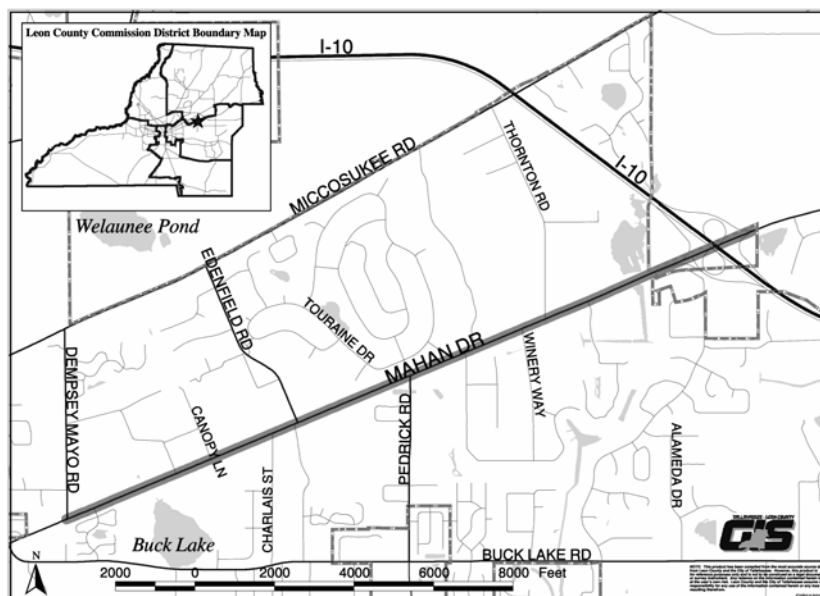 Leon County Commission District Boundary Map
I-10
MICCOSUKEE RD
THORNTON RD
I-10
Welaunee Pond
EDENFIELD RD
TOURAINE DR
MAHAN DR
DEMPSEY MAYO RD
CANOPY LN
PEDRICK RD
WINERY WAY
CHARLAIS ST
ALAMEDA DR
Buck Lake
BUCK LAKE RD
GIS
N
2000 0 2000 4000 6000 8000 Feet